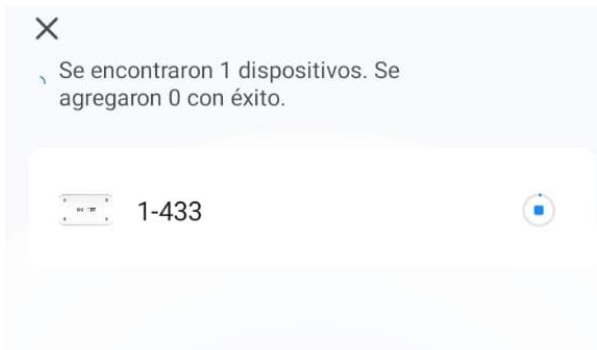 Se encontraron 1 dispositivos. Se
agregaron 0 con éxito.
1-433